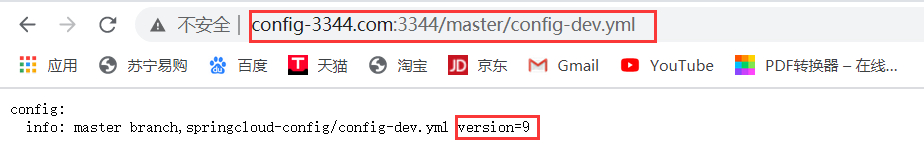 不安全 | config-3344.com:3344/master/config-dev.yml
应用 苏宁易购 百度 天猫 淘宝 JD 京东 Gmail YouTube PDF转换器 – 在线...
config:
info: master branch,springcloud-config/config-dev.yml version=9